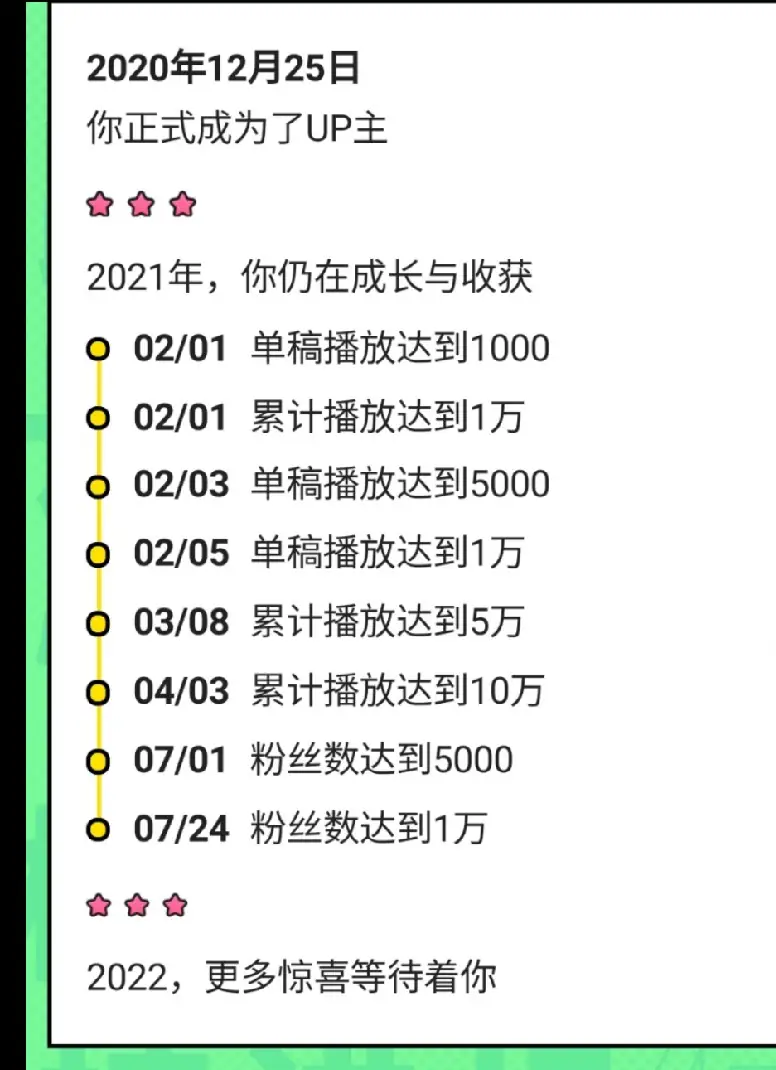 2020年12月25日
你正式成为了UP主
2021年，你仍在成长与收获
02/01 单稿播放达到1000
02/01 累计播放达到1万
02/03 单稿播放达到5000
02/05 单稿播放达到1万
03/08 累计播放达到5万
04/03 累计播放达到10万
07/01 粉丝数达到5000
07/24 粉丝数达到1万
2022，更多惊喜等待着你